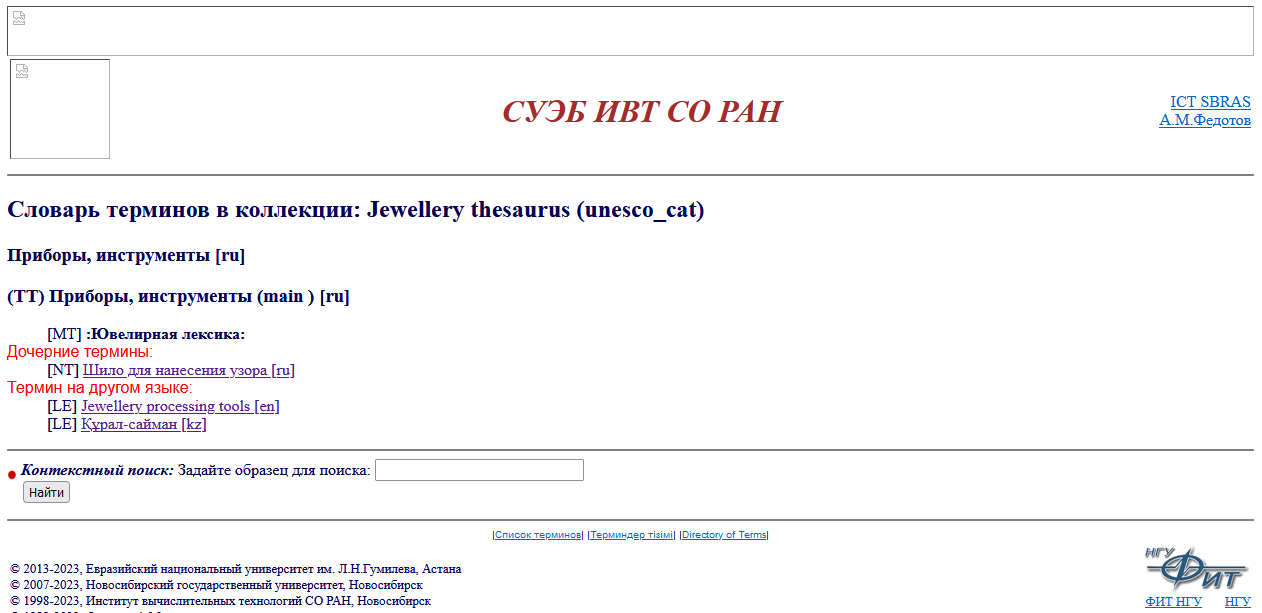 СУЭБ ИВТ СО РАН
ICT SBRAS
А.М.Федотов
Словарь терминов в коллекции: Jewellery thesaurus (unesco_cat)
Приборы, инструменты [ru]
(TT) Приборы, инструменты (main ) [ru]
[MT] :Ювелирная лексика:
Дочерние термины:
[NT] Шило для нанесения узора [ru]
Термин на другом языке:
[LE] Jewellery processing tools [en]
[LE] Құрал-сайман [kz]
Контекстный поиск: Задайте образец для поиска:
Найти
|Список терминов| |Терминдер тізімі| |Directory of Terms|
© 2013-2023, Евразийский национальный университет им. Л.Н.Гумилева, Астана
© 2007-2023, Новосибирский государственный университет, Новосибирск
© 1998-2023, Институт вычислительных технологий СО РАН, Новосибирск
НГУ
ФИТ
ФИТ НГУ НГУ